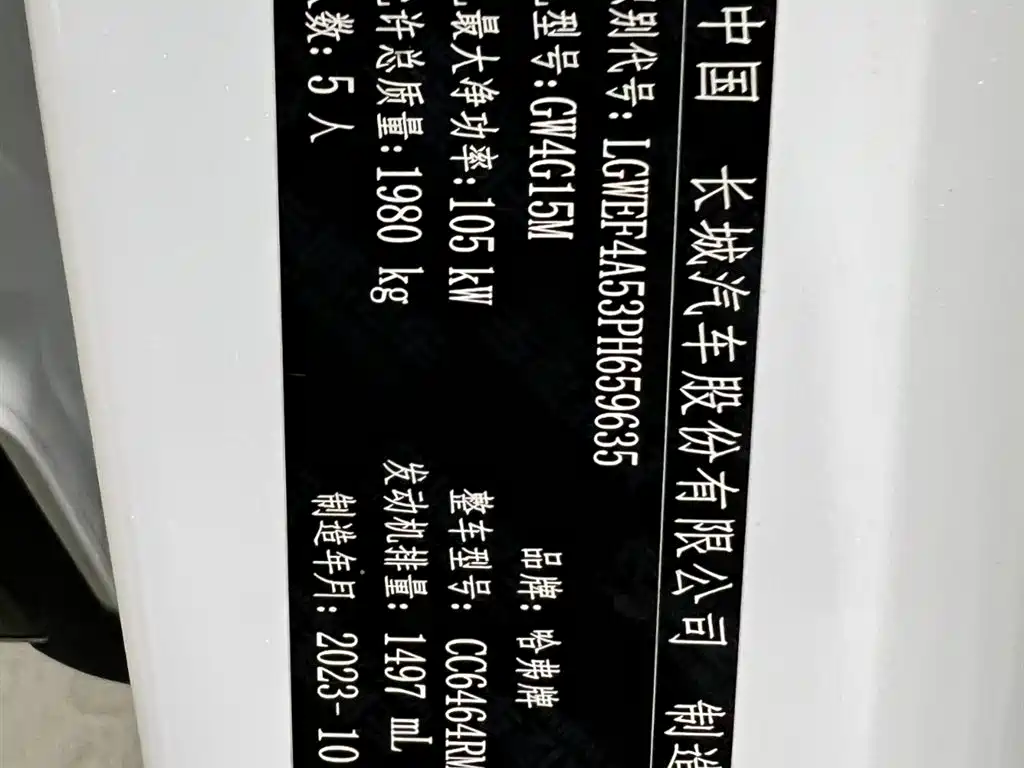 中国 长城汽车股份有限公司 制造
别代号: LGWEF4A53PH659635
型号: GW4G15M 品牌: 哈弗牌
最大净功率: 105 kW 整车型号: CC6464RM
许总质量: 1980 kg 发动机排量: 1497 mL
数: 5 人 制造年月: 2023-10